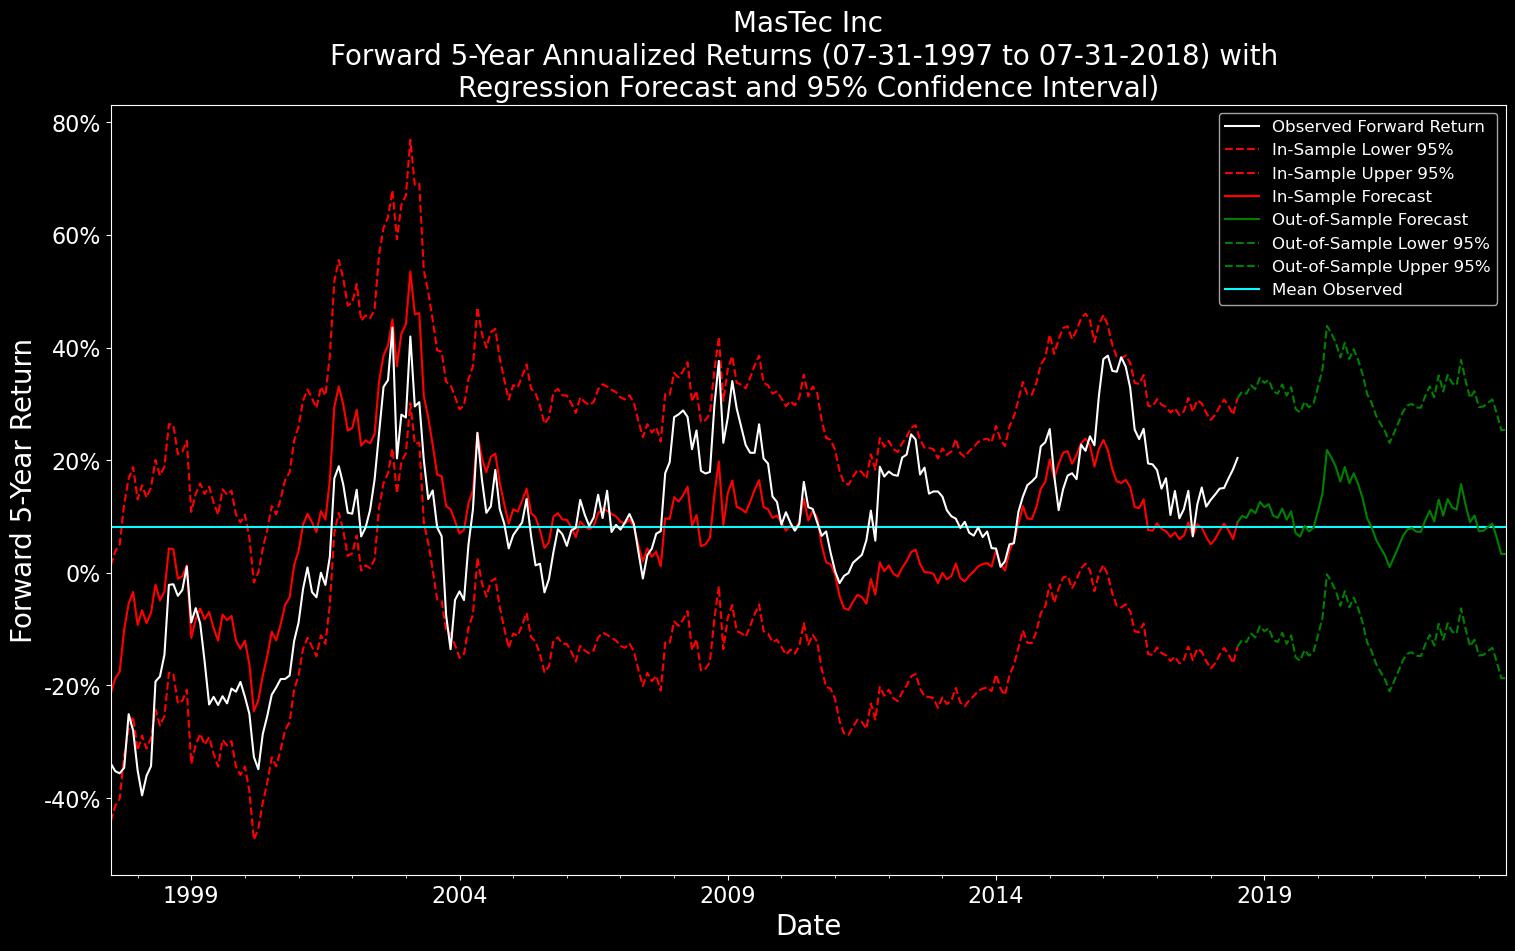 MasTec Inc
Forward 5-Year Annualized Returns (07-31-1997 to 07-31-2018) with
Regression Forecast and 95% Confidence Interval)
Forward 5-Year Return
80%
60%
40%
20%
0%
-20%
-40%
Observed Forward Return
In-Sample Lower 95%
In-Sample Upper 95%
In-Sample Forecast
Out-of-Sample Forecast
Out-of-Sample Lower 95%
Out-of-Sample Upper 95%
Mean Observed
1999 2004 2009 2014 2019
Date